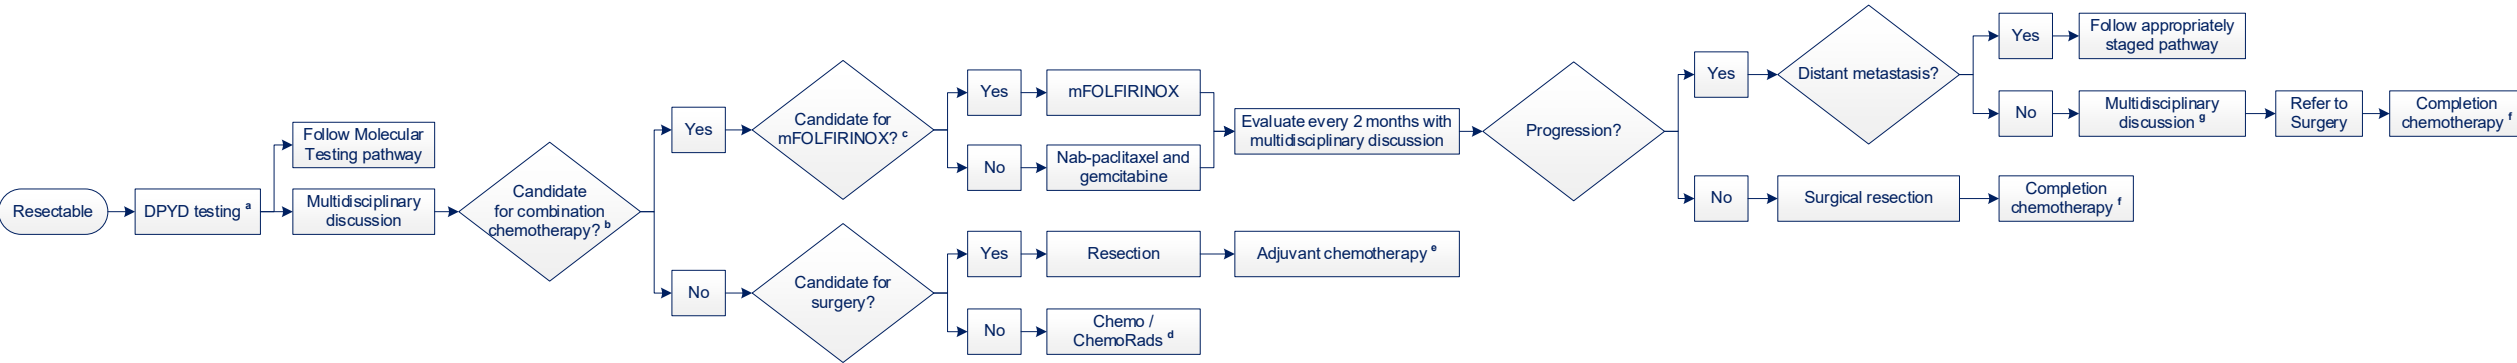 Resectable
DPYD testing a
Follow Molecular
Testing pathway
Multidisciplinary
discussion
Candidate
for combination
chemotherapy? b
Yes
Candidate for
mFOLFIRINOX? c
Yes
mFOLFIRINOX
No
Nab-paclitaxel and
gemcitabine
Evaluate every 2 months with
multidisciplinary discussion
Progression?
Yes
Distant metastasis?
Yes
Follow appropriately
staged pathway
No
Multidisciplinary
discussion g
Refer to
Surgery
Completion
chemotherapy f
No
Surgical resection
Completion
chemotherapy f
No
Candidate for
surgery?
Yes
Resection
Adjuvant chemotherapy e
No
Chemo /
ChemoRads d